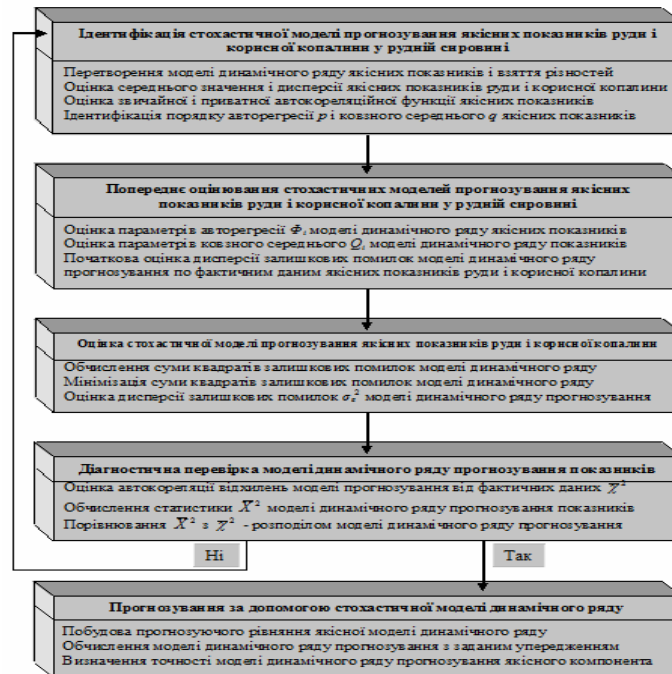 Ідентифікація стохастичної моделі прогнозування якісних показників руди і
корисної копалини у рудній сировині
Перетворення моделі динамічного ряду якісних показників і взяття різностей
Оцінка середнього значення і дисперсії якісних показників руди і корисної копалини
Оцінка звичайної і приватної автокореляційної функції якісних показників
Ідентифікація порядку авторегресії p і ковзного середнього q якісних показників
Попереднє оцінювання стохастичних моделей прогнозування якісних
показників руди і корисної копалини у рудній сировині
Оцінка параметрів авторегресії Φᵢ моделі динамічного ряду якісних показників
Оцінка параметрів ковзного середнього Qᵢ моделі динамічного ряду показників
Початкова оцінка дисперсії залишкових помилок моделі динамічного ряду
прогнозування по фактичним даним якісних показників руди і корисної копалини
Оцінка стохастичної моделі прогнозування якісних показників руди і корисної копалини
Обчислення суми квадратів залишкових помилок моделі динамічного ряду
Мінімізація суми квадратів залишкових помилок моделі динамічного ряду
Оцінка дисперсії залишкових помилок σₐ² моделі динамічного ряду прогнозування
Діагностична перевірка моделі динамічного ряду прогнозування показників
Оцінка автокореляції відхилень моделі прогнозування від фактичних даних χ̅²
Обчислення статистики X̅² моделі динамічного ряду прогнозування показників
Порівнювання X̅² з χ̅² - розподілом моделі динамічного ряду прогнозування
Ні
Так
Прогнозування за допомогою стохастичної моделі динамічного ряду
Побудова прогнозуючого рівняння якісної моделі динамічного ряду
Обчислення моделі динамічного ряду прогнозування з заданим упередженням
Визначення точності моделі динамічного ряду прогнозування якісного компонента